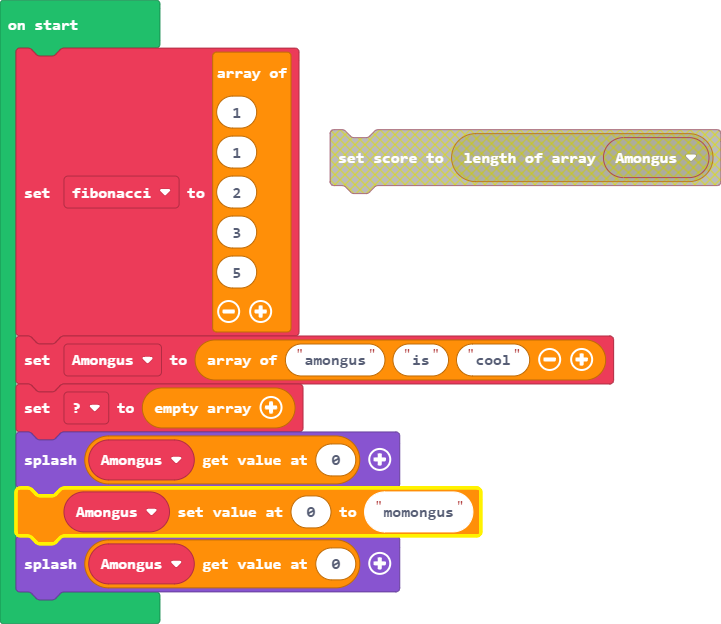 on start
set fibonacci to array of
1
1
2
3
5
set score to length of array Amongus
set Amongus to array of "amongus" "is" "cool"
set ? to empty array
splash Amongus get value at 0
Amongus set value at 0 to "momongus"
splash Amongus get value at 0